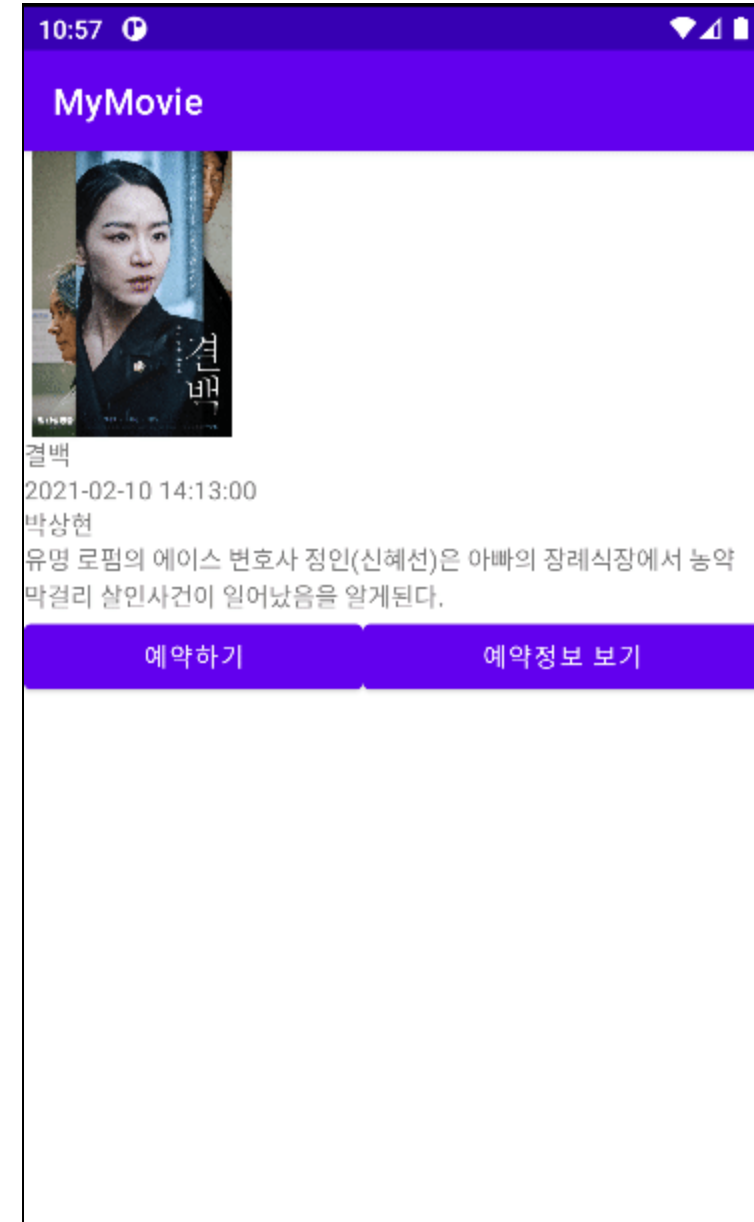 10:57
MyMovie
결백
결백
2021-02-10 14:13:00
박상현
유명 로펌의 에이스 변호사 정인(신혜선)은 아빠의 장례식장에서 농약
막걸리 살인사건이 일어났음을 알게된다.
예약하기 예약정보 보기